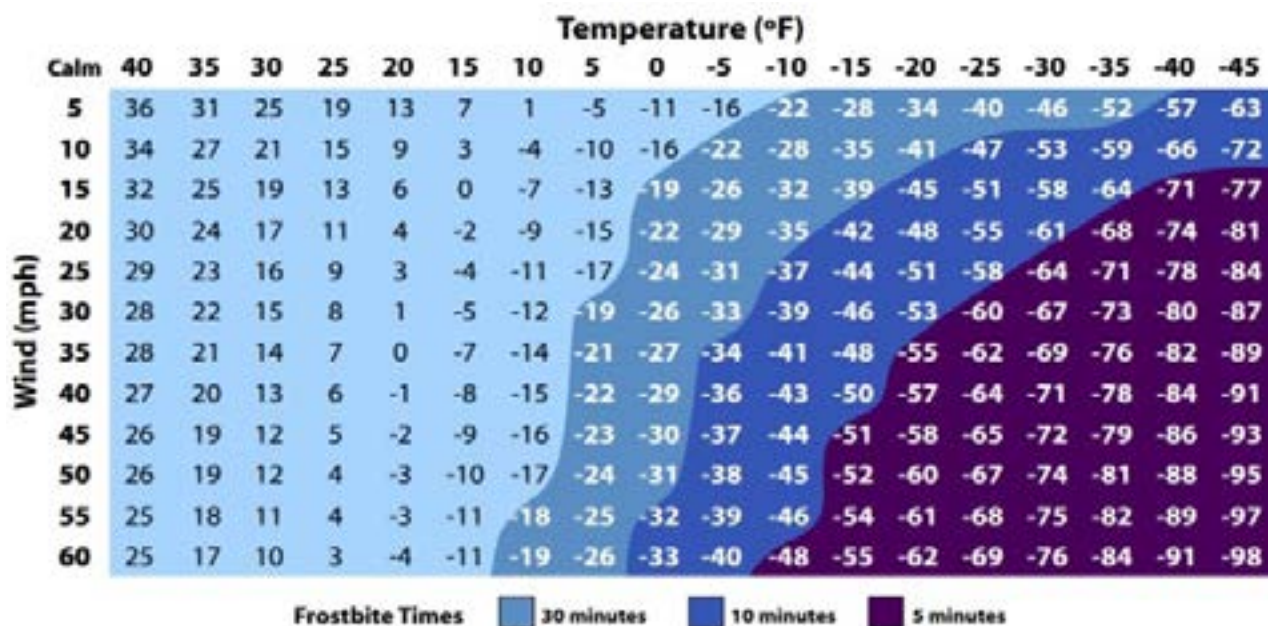 Temperature (°F)
Calm 40 35 30 25 20 15 10 5 0 -5 -10 -15 -20 -25 -30 -35 -40 -45
5 36 31 25 19 13 7 1 -5 -11 -16 -22 -28 -34 -40 -46 -52 -57 -63
10 34 27 21 15 9 3 -4 -10 -16 -22 -28 -35 -41 -47 -53 -59 -66 -72
15 32 25 19 13 6 0 -7 -13 -19 -26 -32 -39 -45 -51 -58 -64 -71 -77
20 30 24 17 11 4 -2 -9 -15 -22 -29 -35 -42 -48 -55 -61 -68 -74 -81
25 29 23 16 9 3 -4 -11 -17 -24 -31 -37 -44 -51 -58 -64 -71 -78 -84
30 28 22 15 8 1 -5 -12 -19 -26 -33 -39 -46 -53 -60 -67 -73 -80 -87
35 28 21 14 7 0 -7 -14 -21 -27 -34 -41 -48 -55 -62 -69 -76 -82 -89
40 27 20 13 6 -1 -8 -15 -22 -29 -36 -43 -50 -57 -64 -71 -78 -84 -91
45 26 19 12 5 -2 -9 -16 -23 -30 -37 -44 -51 -58 -65 -72 -79 -86 -93
50 26 19 12 4 -3 -10 -17 -24 -31 -38 -45 -52 -60 -67 -74 -81 -88 -95
55 25 18 11 4 -3 -11 -18 -25 -32 -39 -46 -54 -61 -68 -75 -82 -89 -97
60 25 17 10 3 -4 -11 -19 -26 -33 -40 -48 -55 -62 -69 -76 -84 -91 -98
Wind (mph)
Frostbite Times 30 minutes 10 minutes 5 minutes